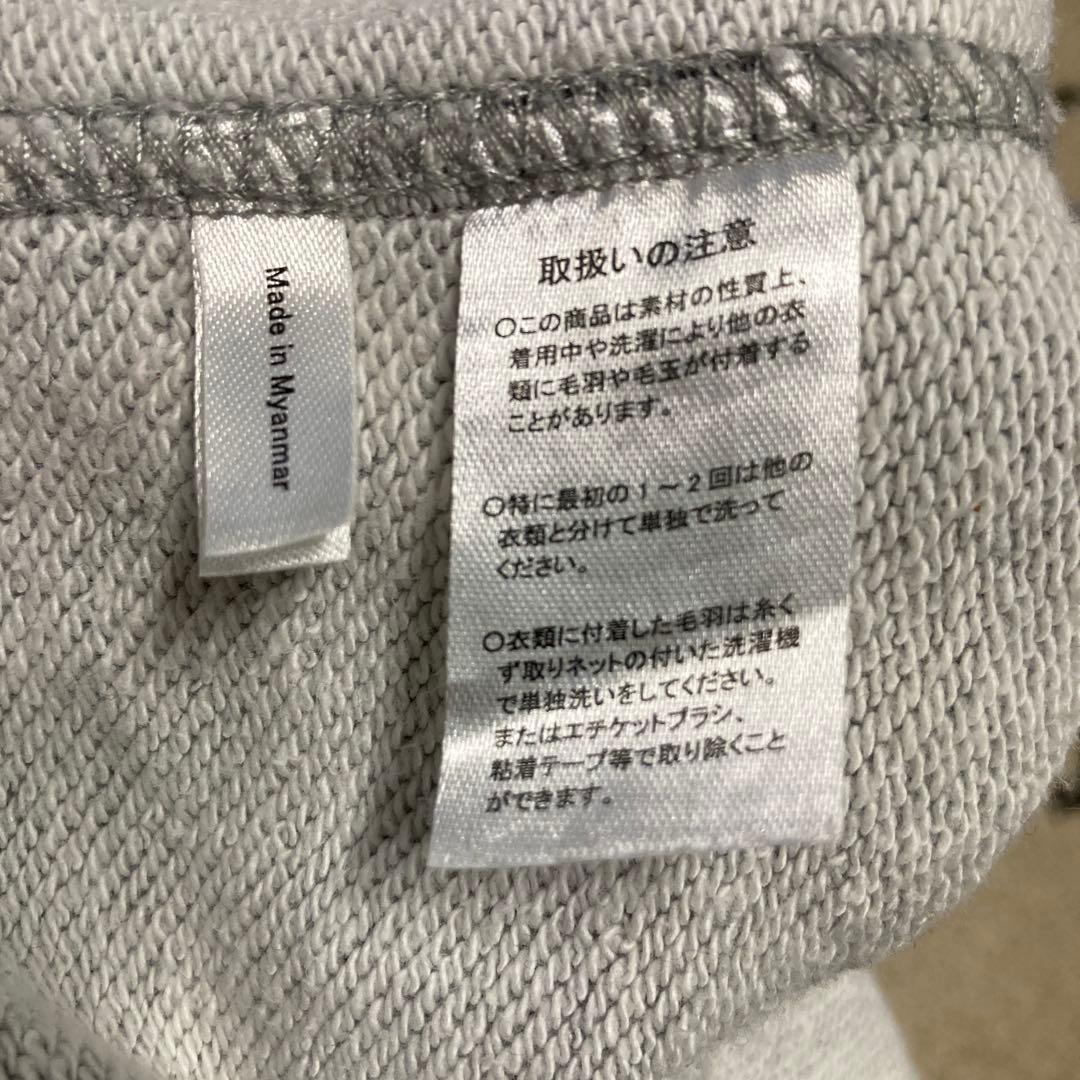 Made in Myanmar
取扱いの注意
○この商品は素材の性質上、
着用中や洗濯により他の衣
類に毛羽や毛玉が付着する
ことがあります。
○特に最初の1～2回は他の
衣類と分けて単独で洗って
ください。
○衣類に付着した毛羽は糸く
ず取りネットの付いた洗濯機
で単独洗いをしてください。
またはエチケットブラシ、
粘着テープ等で取り除くこと
ができます。